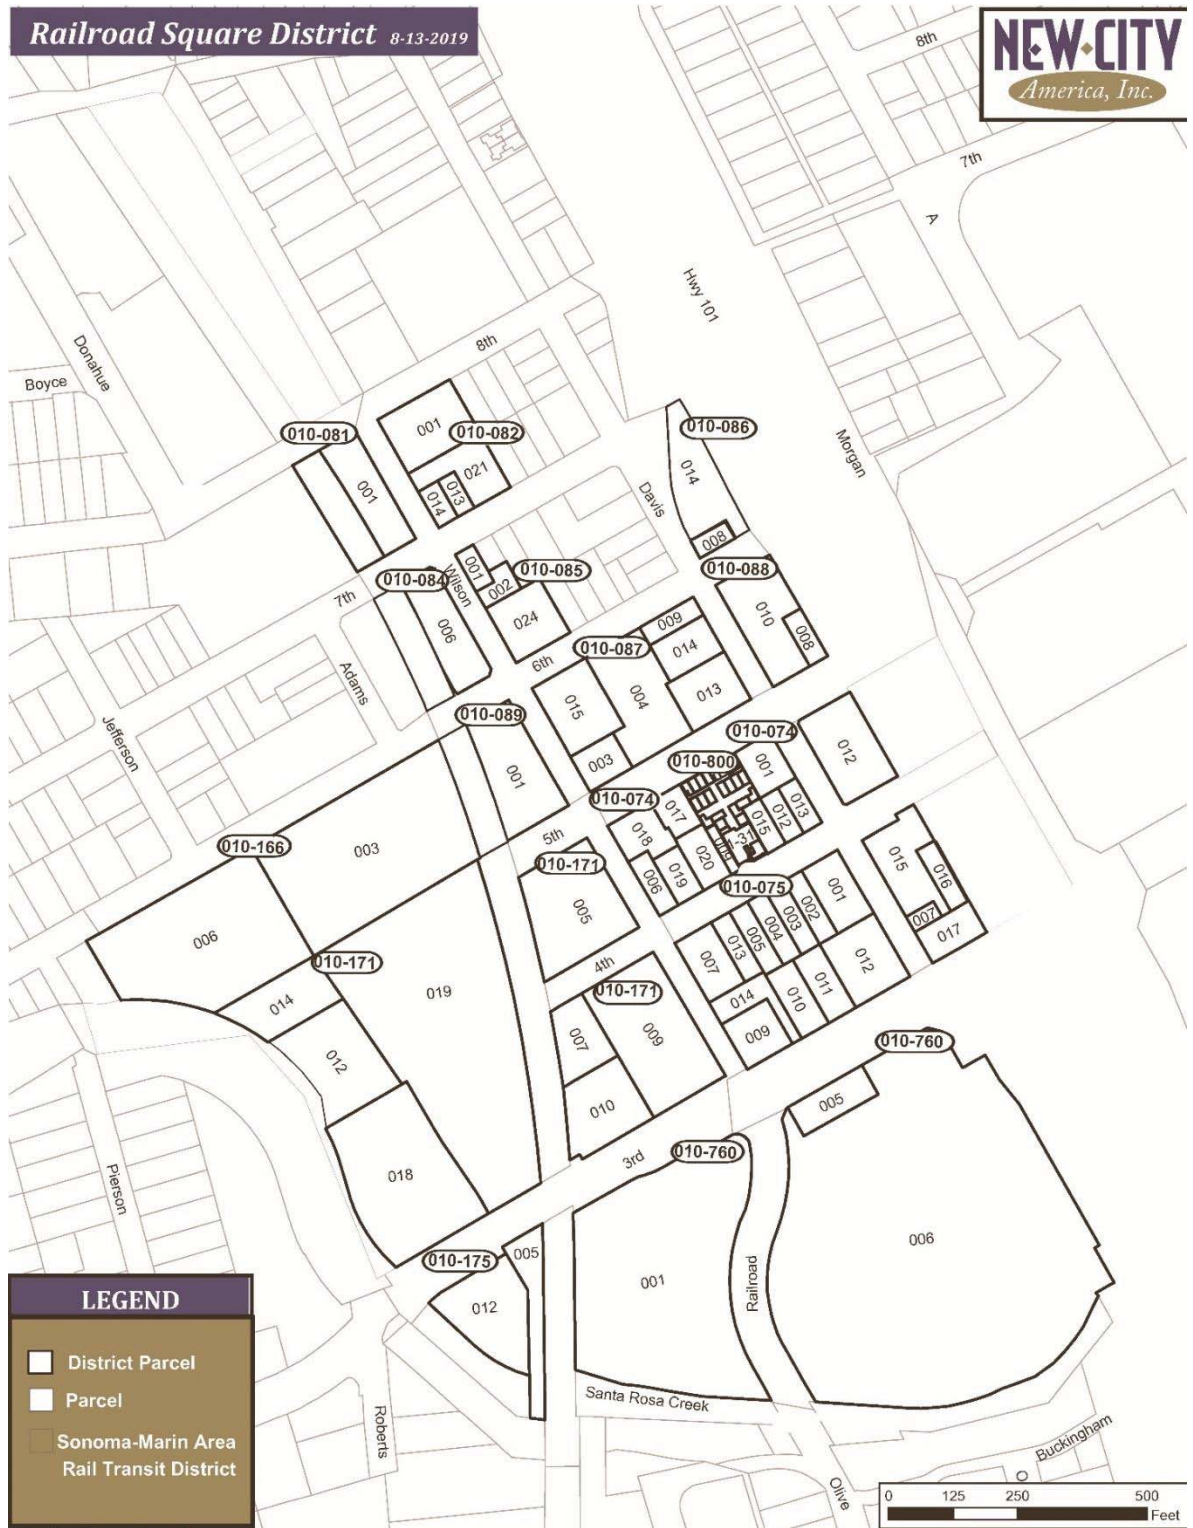 Railroad Square District 8-13-2019
NEW CITY
America, Inc.
8th
7th
A
Hwy 101
Donahue
Boyce
8th
Morgan
010-081
001
001
010-082
021
013
014
010-086
014
Davis
008
7th
010-084
006
Wilson
001
002
010-085
024
010-088
010
008
Adams
6th
010-087
009
014
013
004
015
003
Jefferson
010-089
001
010-074
001
012
010-800
010-074
018
017
006
019
020
009
1-31
015
012
013
5th
010-166
003
006
010-171
005
010-075
015
016
007
017
007
013
005
004
003
002
001
014
009
010
011
012
4th
010-171
014
012
019
018
010-171
007
009
010
3rd
010-760
005
006
010-760
001
Railroad
Pierson
010-175
005
012
Santa Rosa Creek
Roberts
Olive
Buckingham
O
LEGEND
District Parcel
Parcel
Sonoma-Marin Area
Rail Transit District
0 125 250 500
Feet